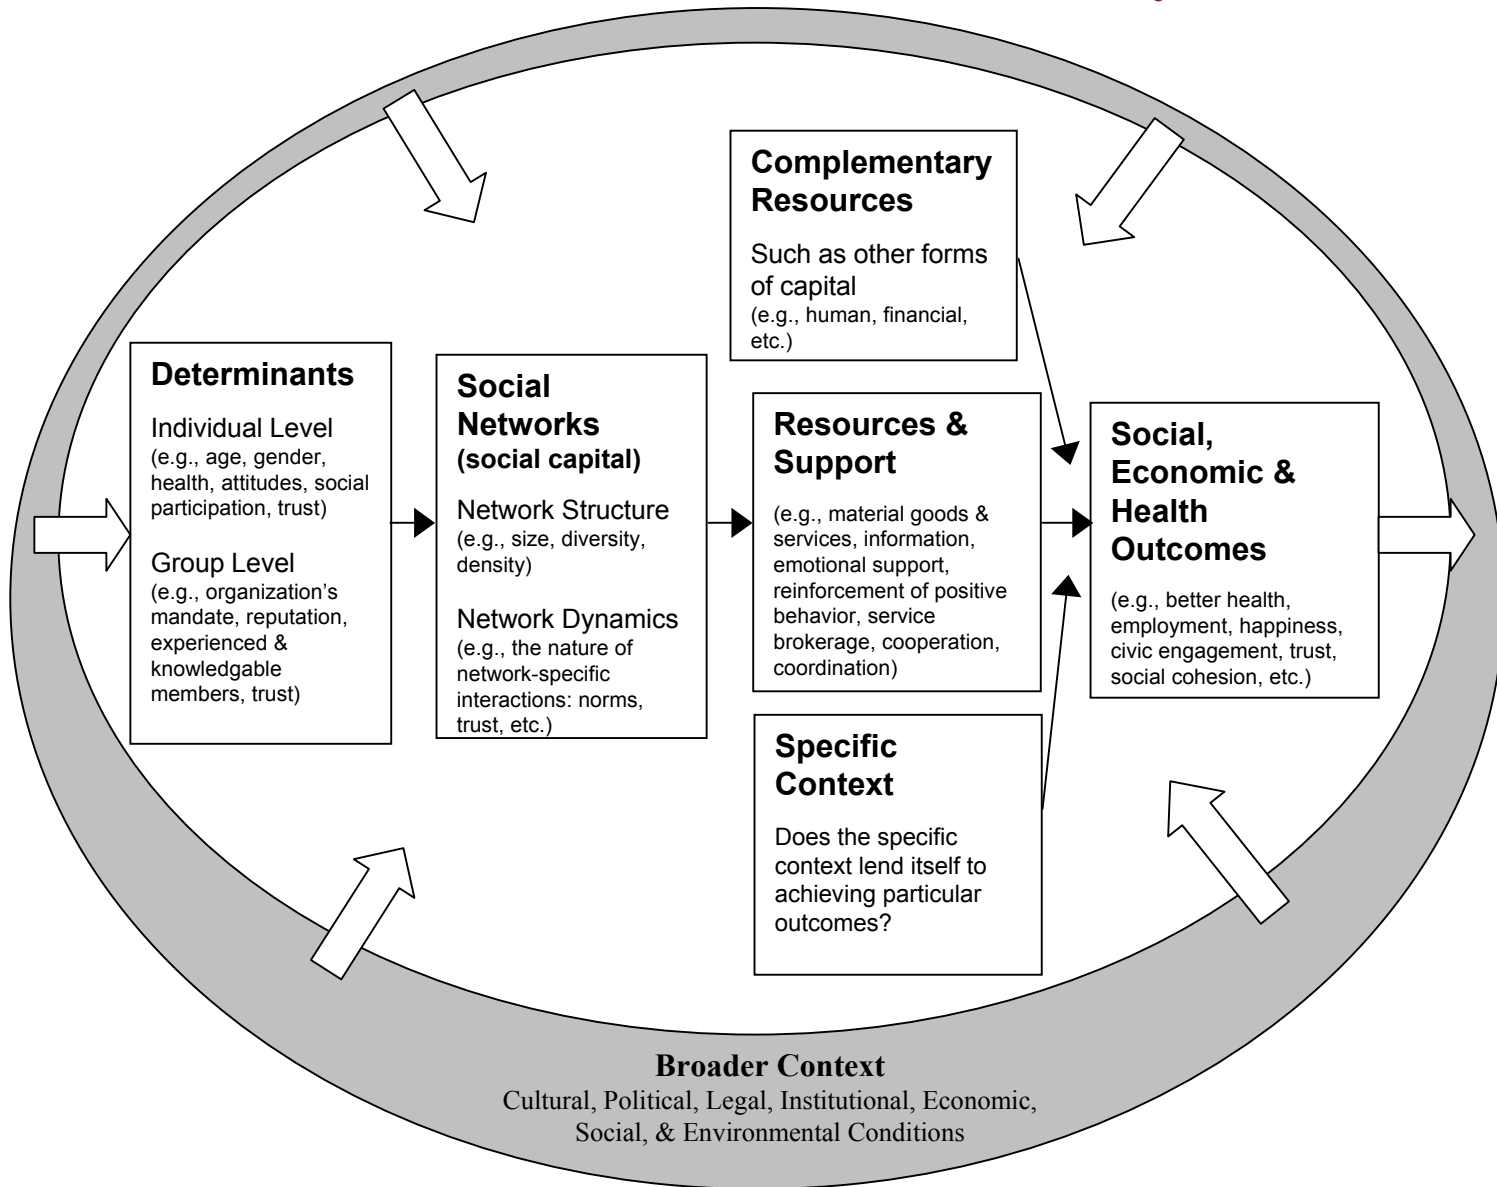 Complementary
Resources
Such as other forms
of capital
(e.g., human, financial,
etc.)
Determinants
Individual Level
(e.g., age, gender,
health, attitudes, social
participation, trust)
Group Level
(e.g., organization’s
mandate, reputation,
experienced &
knowledgable
members, trust)
Social
Networks
(social capital)
Network Structure
(e.g., size, diversity,
density)
Network Dynamics
(e.g., the nature of
network-specific
interactions: norms,
trust, etc.)
Resources &
Support
(e.g., material goods &
services, information,
emotional support,
reinforcement of positive
behavior, service
brokerage, cooperation,
coordination)
Social,
Economic &
Health
Outcomes
(e.g., better health,
employment, happiness,
civic engagement, trust,
social cohesion, etc.)
Specific
Context
Does the specific
context lend itself to
achieving particular
outcomes?
Broader Context
Cultural, Political, Legal, Institutional, Economic,
Social, & Environmental Conditions